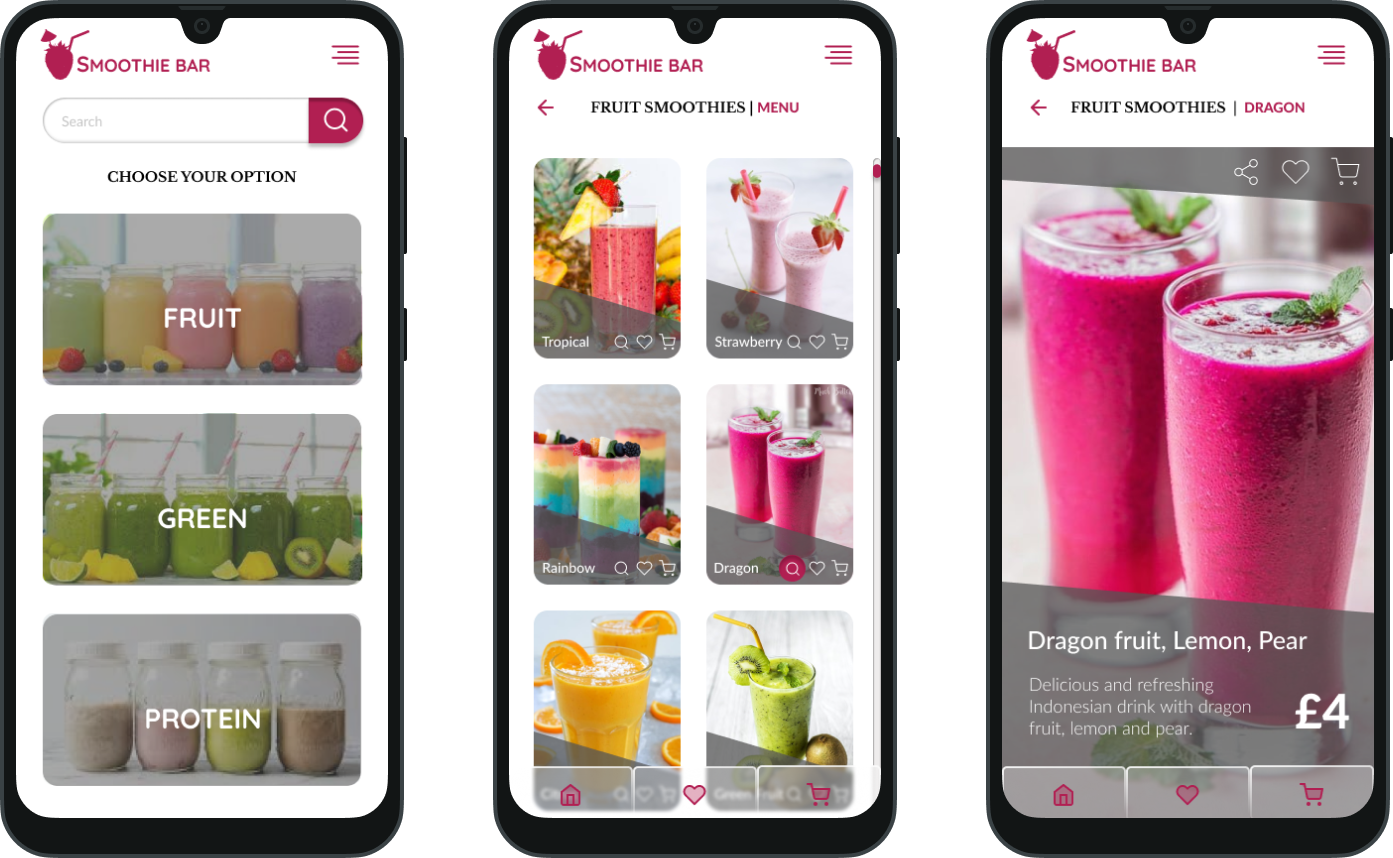 SMOOTHIE BAR
Search
CHOOSE YOUR OPTION
FRUIT
GREEN
PROTEIN
SMOOTHIE BAR
FRUIT SMOOTHIES | MENU
Tropical
Strawberry
Rainbow
Dragon
Green Fruit
SMOOTHIE BAR
FRUIT SMOOTHIES | DRAGON
Dragon fruit, Lemon, Pear
Delicious and refreshing
Indonesian drink with dragon
fruit, lemon and pear.
£4